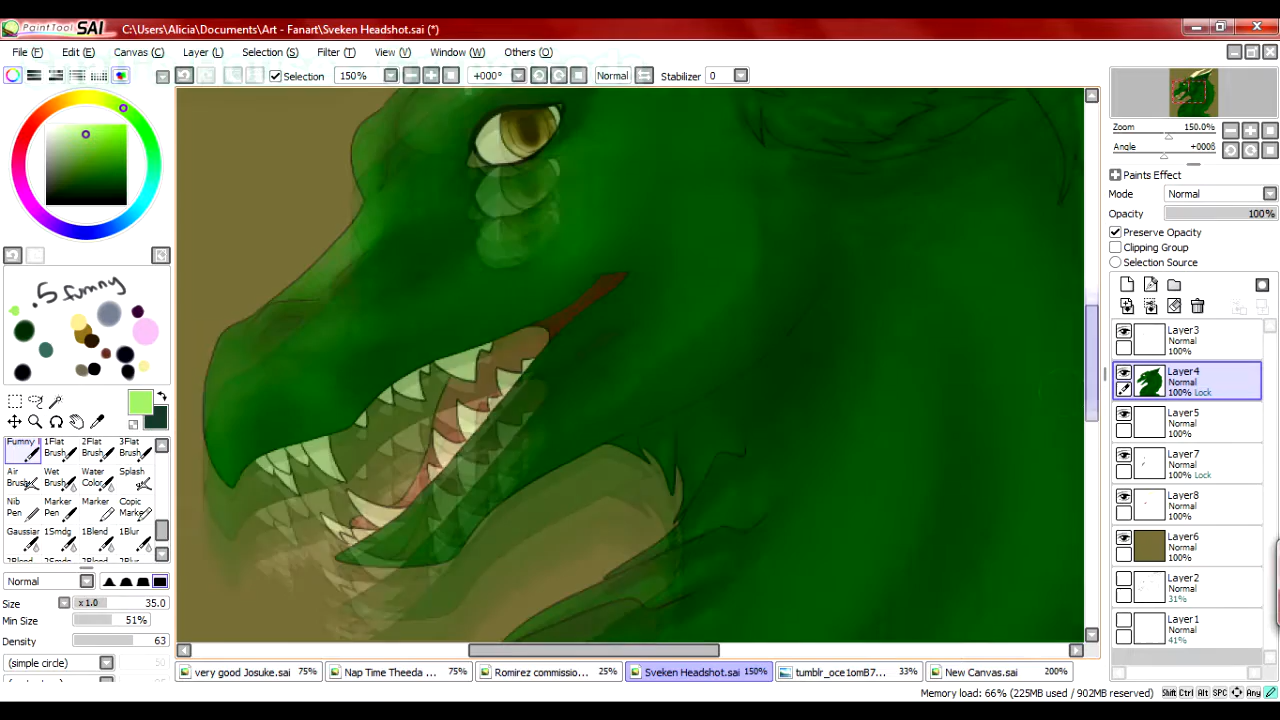 PaintTool SAI C:\Users\Alicia\Documents\Art - Fanart\Sveken Headshot.sai (*)
File (F) Edit (E) Canvas (C) Layer (L) Selection (S) Filter (T) View (V) Window (W) Others (O)
Selection 150% +000° Normal Stabilizer 0
Zoom 150.0%
Angle +0006
Paints Effect
Mode Normal
Opacity 100%
Preserve Opacity
Clipping Group
Selection Source
.5 funny
Layer3
Normal
100%
Layer4
Normal
100% Lock
Layer5
Normal
100%
Layer7
Normal
100% Lock
Layer8
Normal
100%
Layer6
Normal
100%
Layer2
Normal
31%
Layer1
Normal
41%
1Flat Brush 2Flat Brush 3Flat Brush
Air Brush Wet Brush Water Color Splash
Nib Pen Marker Pen Marker Copic Marke
Gaussiar 1Smdg 1Blend 1Blur
2Smdg 2Blend 2Blur
Normal
Size x 1.0 35.0
Min Size 51%
Density 63
(simple circle) 50
very good Josuke.sai 75% Nap Time Theeda ... 75% Romirez commissio... 25% Sveken Headshot.sai 150% tumblr_oce1omB7... 33% New Canvas.sai 200%
Memory load: 66% (225MB used / 902MB reserved) Shift Ctrl Alt SPC Any